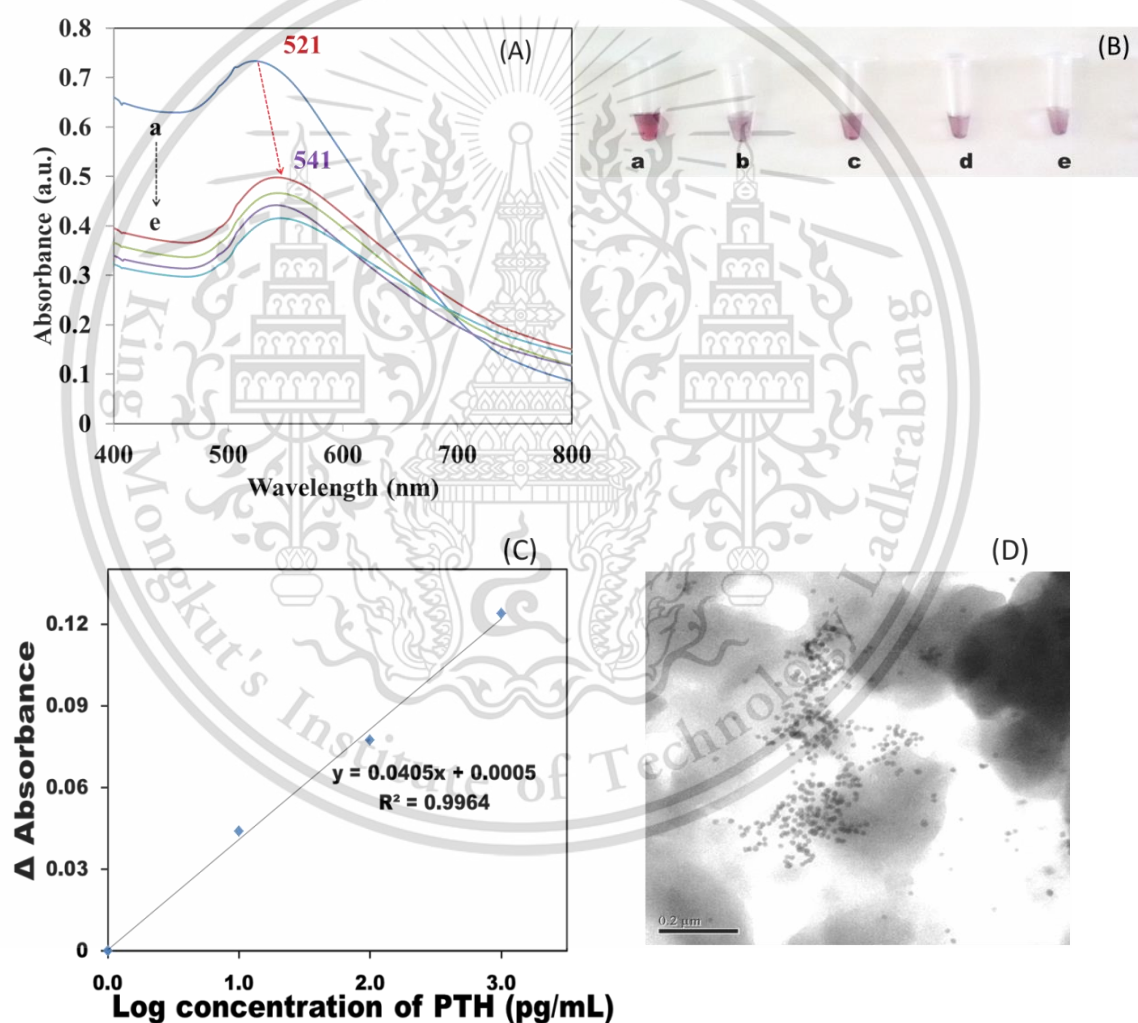 (A)
0.8
0.7
0.6
0.5
0.4
0.3
0.2
0.1
0
521
541
a
e
400 500 600 700 800
Wavelength (nm)
Absorbance (a.u.)
(B)
a b c d e
(C)
0.12
0.09
0.06
0.03
0
y = 0.0405x + 0.0005
R² = 0.9964
0.0 1.0 2.0 3.0
Log concentration of PTH (pg/mL)
Δ Absorbance
(D)
0.2 μm
King Mongkut's Institute of Technology Ladkrabang